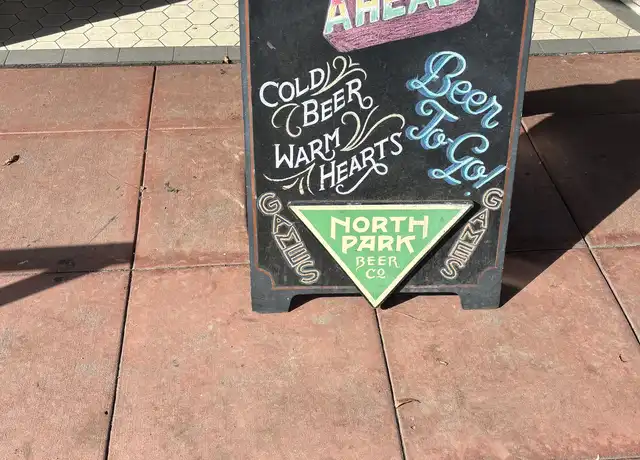 AHEAD
COLD
BEER
WARM
HEARTS
Beer
To Go!
GAMES
NORTH
PARK
BEER
CO
GAMES